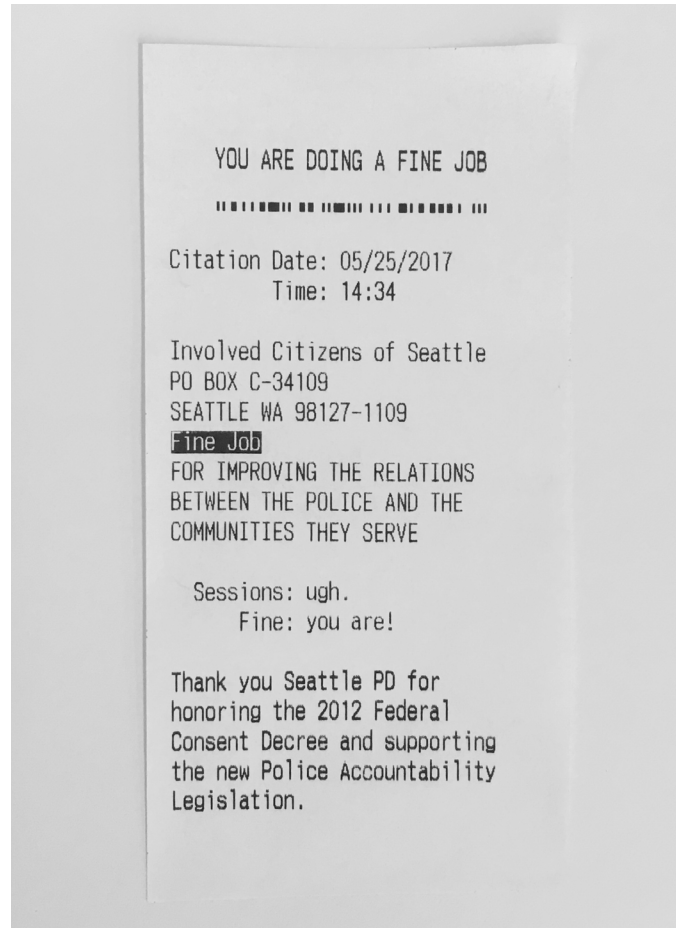 YOU ARE DOING A FINE JOB
Citation Date: 05/25/2017
Time: 14:34
Involved Citizens of Seattle
PO BOX C-34109
SEATTLE WA 98127-1109
Fine Job
FOR IMPROVING THE RELATIONS
BETWEEN THE POLICE AND THE
COMMUNITIES THEY SERVE
Sessions: ugh.
Fine: you are!
Thank you Seattle PD for
honoring the 2012 Federal
Consent Decree and supporting
the new Police Accountability
Legislation.